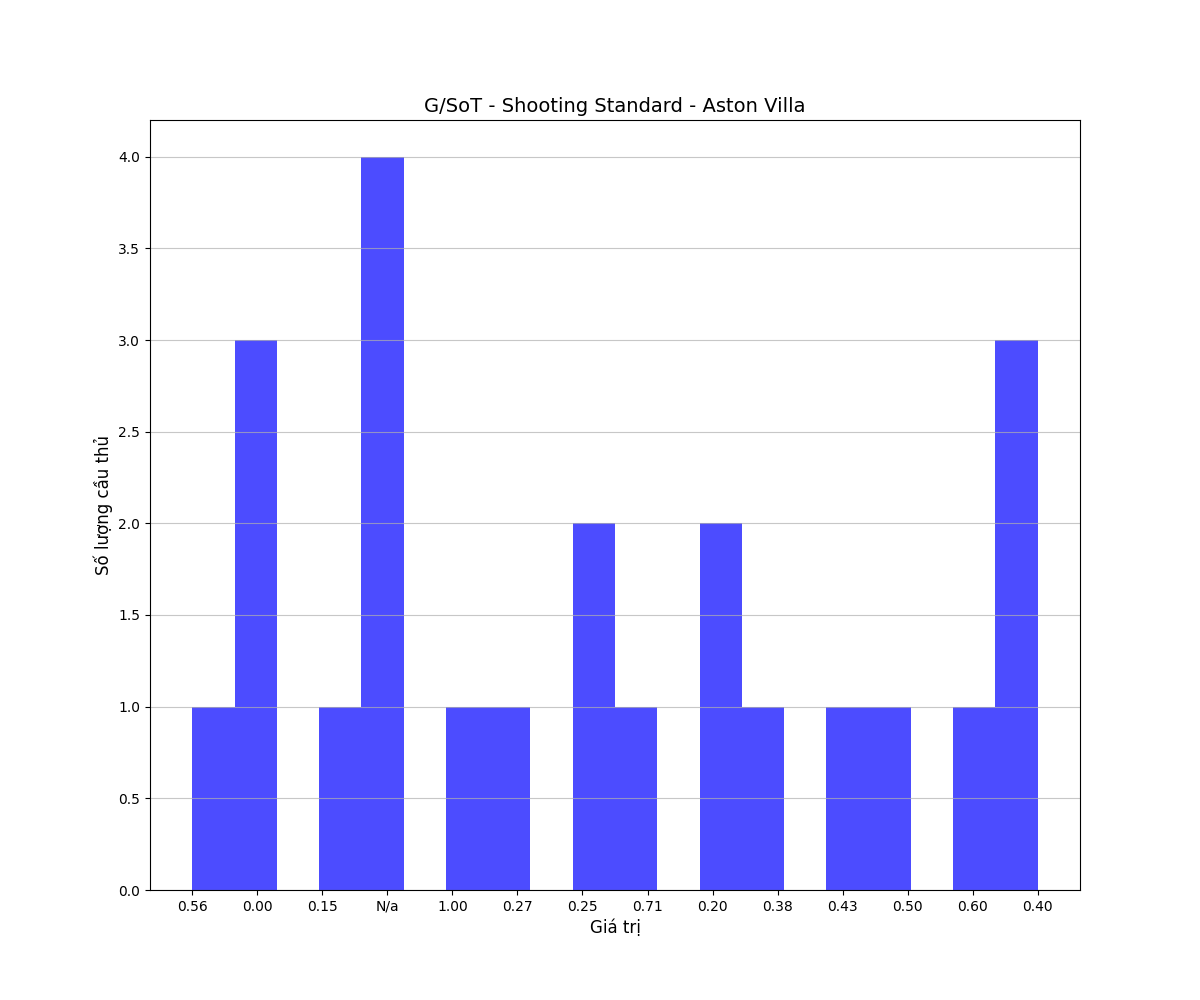 G/SoT - Shooting Standard - Aston Villa
Số lượng cầu thủ
4.0
3.5
3.0
2.5
2.0
1.5
1.0
0.5
0.0
0.56 0.00 0.15 N/a 1.00 0.27 0.25 0.71 0.20 0.38 0.43 0.50 0.60 0.40
Giá trị